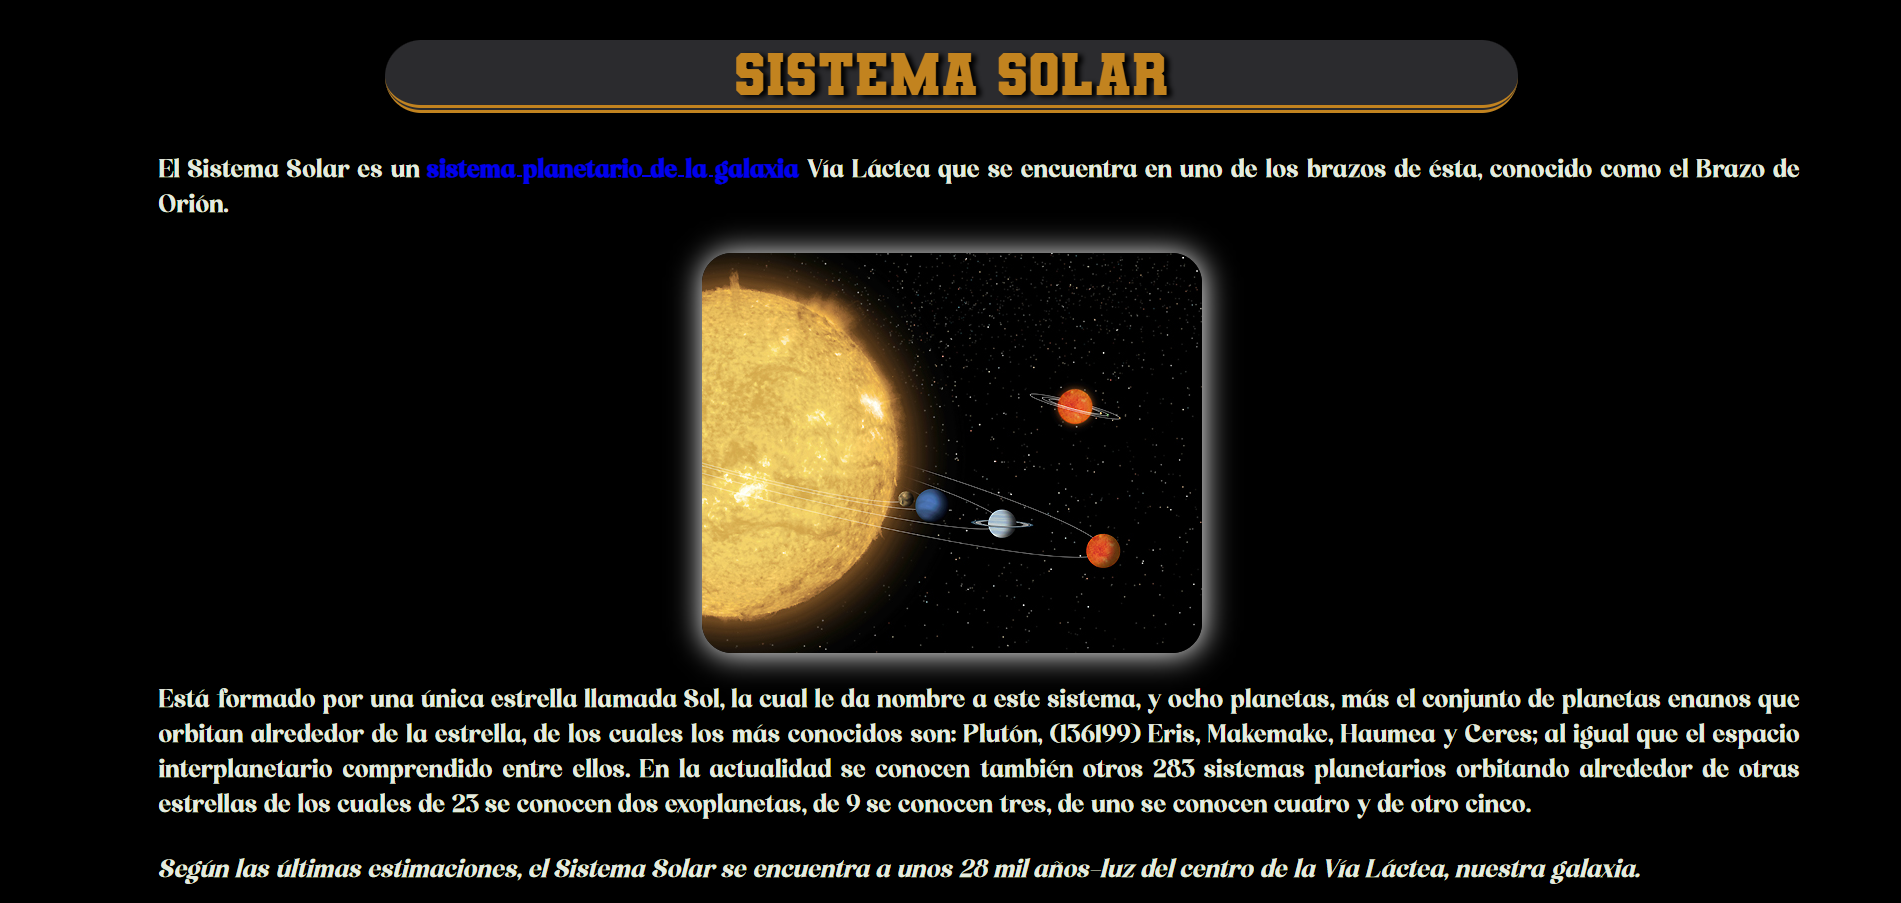 SISTEMA SOLAR
El Sistema Solar es un sistema planetario de la galaxia Vía Láctea que se encuentra en uno de los brazos de ésta, conocido como el Brazo de
Orión.
Está formado por una única estrella llamada Sol, la cual le da nombre a este sistema, y ocho planetas, más el conjunto de planetas enanos que
orbitan alrededor de la estrella, de los cuales los más conocidos son: Plutón, (136199) Eris, Makemake, Haumea y Ceres; al igual que el espacio
interplanetario comprendido entre ellos. En la actualidad se conocen también otros 283 sistemas planetarios orbitando alrededor de otras
estrellas de los cuales de 23 se conocen dos exoplanetas, de 9 se conocen tres, de uno se conocen cuatro y de otro cinco.
Según las últimas estimaciones, el Sistema Solar se encuentra a unos 28 mil años-luz del centro de la Vía Láctea, nuestra galaxia.